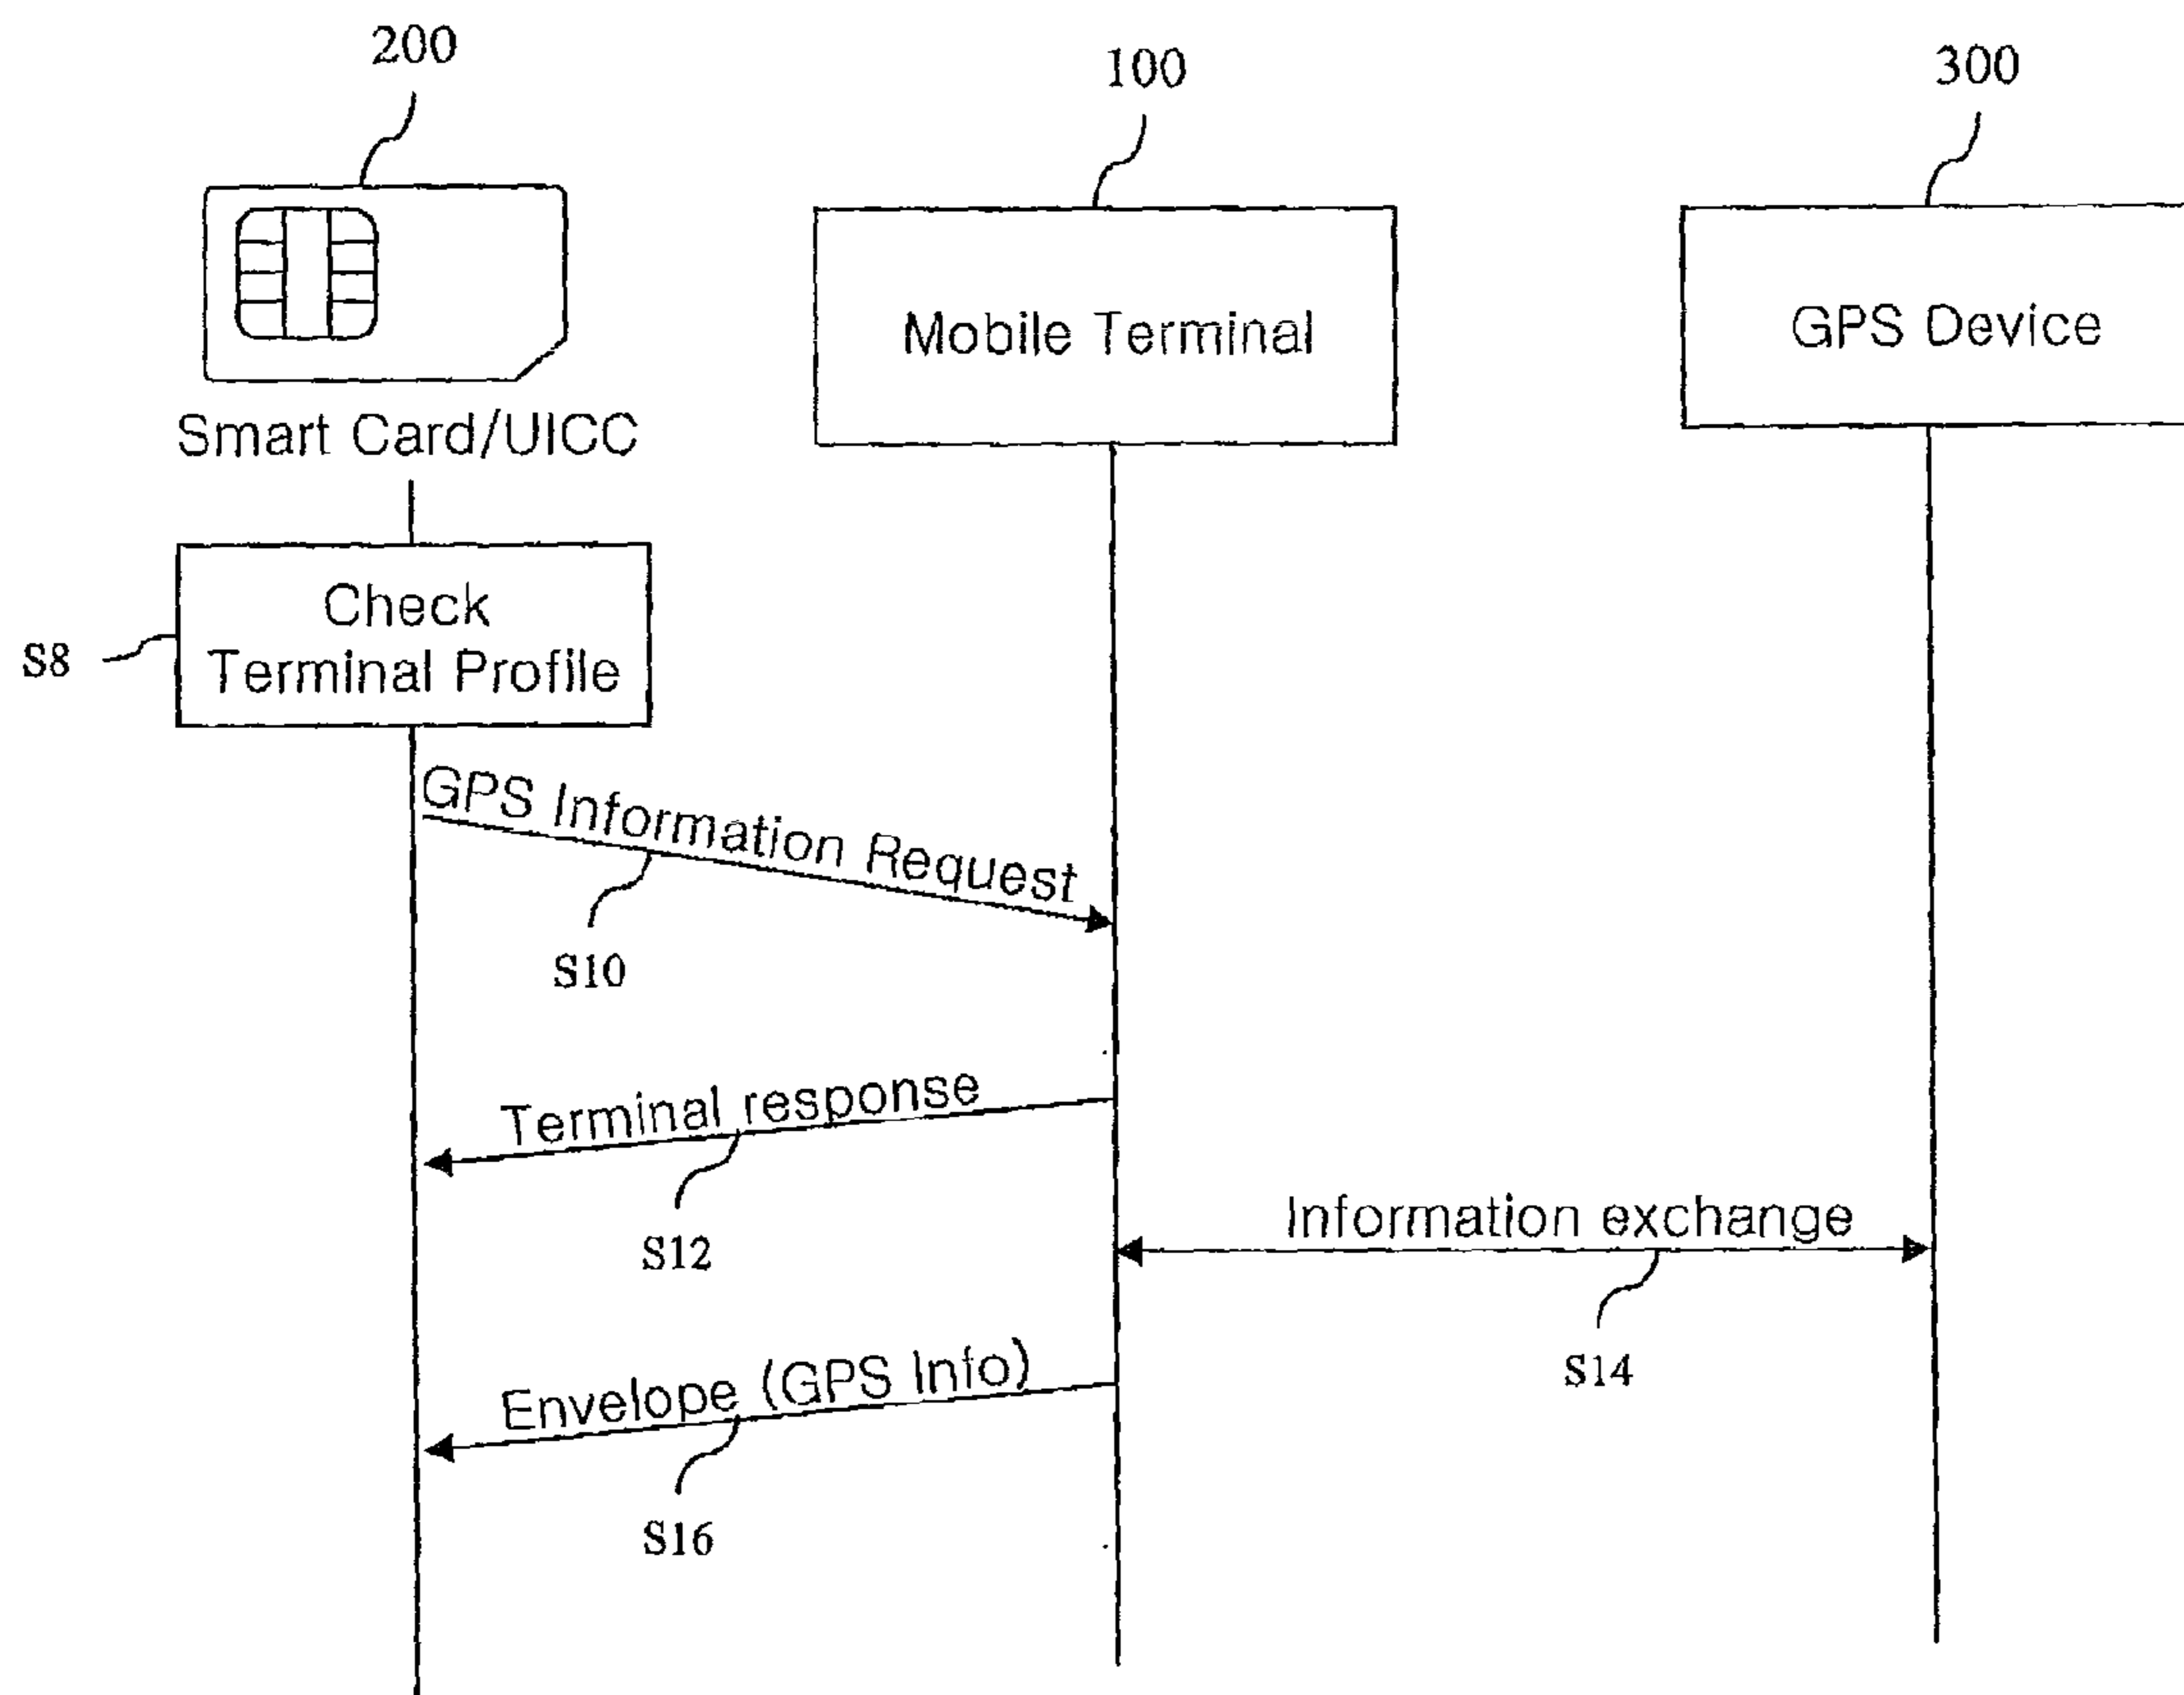 200
100
300
Mobile Terminal
GPS Device
Smart Card/UICC
Check
Terminal Profile
S8
GPS Information Request
S10
Terminal response
S12
Information exchange
S14
Envelope (GPS Info)
S16